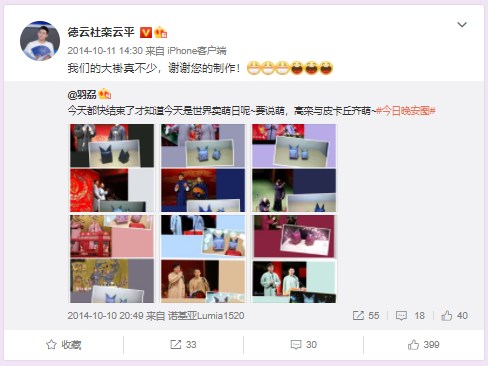 德云社栾云平
2014-10-11 14:30 来自 iPhone客户端
我们的大褂真不少，谢谢您的制作！
@羽刕
今天都快结束了才知道今天是世界卖萌日呢~要说萌，高栾与皮卡丘齐萌~#今日晚安图#
2014-10-10 20:49 来自 诺基亚Lumia1520
55 18 40
收藏 33 30 399